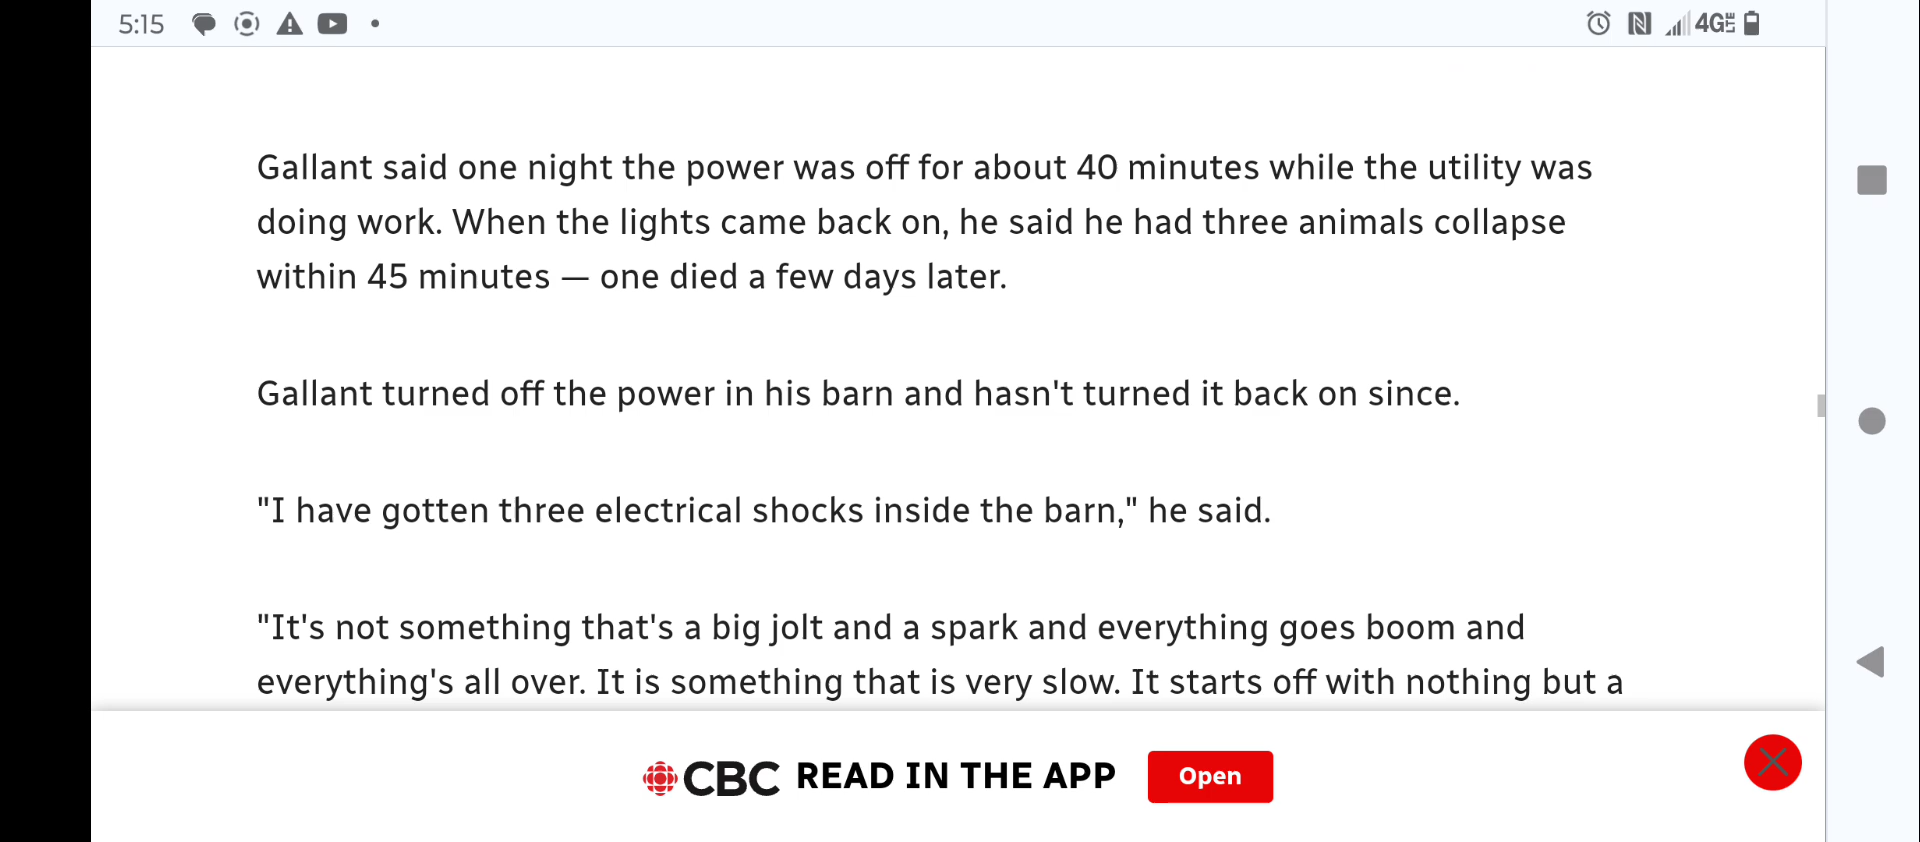 5:15
4G LTE
Gallant said one night the power was off for about 40 minutes while the utility was
doing work. When the lights came back on, he said he had three animals collapse
within 45 minutes — one died a few days later.
Gallant turned off the power in his barn and hasn't turned it back on since.
"I have gotten three electrical shocks inside the barn," he said.
"It's not something that's a big jolt and a spark and everything goes boom and
everything's all over. It is something that is very slow. It starts off with nothing but a
CBC READ IN THE APP Open